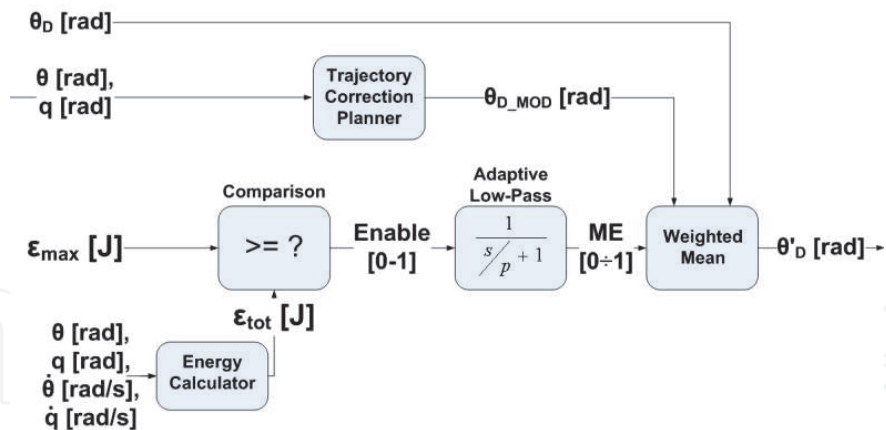 θD [rad]
θ [rad],
q [rad]
Trajectory
Correction
Planner
θD_MOD [rad]
Comparison
Adaptive
Low-Pass
εmax [J]
>= ?
Enable
[0-1]
1
s/p + 1
ME
[0÷1]
Weighted
Mean
θ'D [rad]
εtot [J]
θ [rad],
q [rad],
θ̇ [rad/s],
q̇ [rad/s]
Energy
Calculator